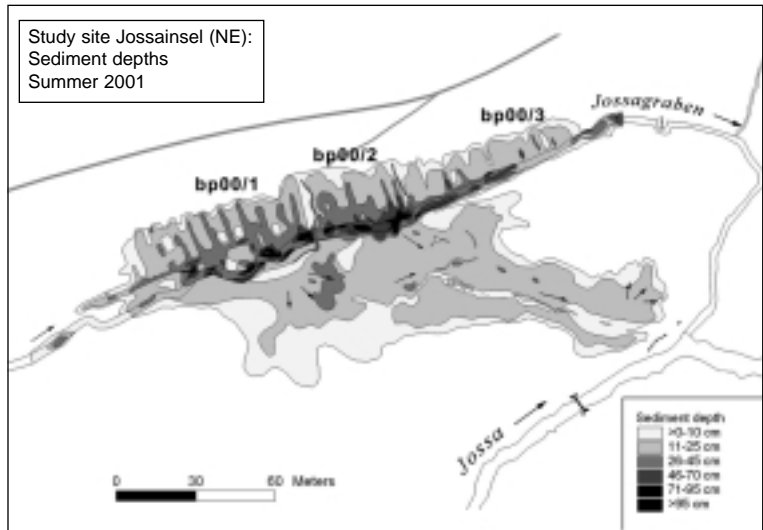 Study site Jossainsel (NE):
Sediment depths
Summer 2001
Jossagraben
bp00/3
bp00/2
bp00/1
Jossa
0 30 60 Meters
Sediment depth
>0-10 cm
11-25 cm
26-45 cm
46-70 cm
71-95 cm
>95 cm